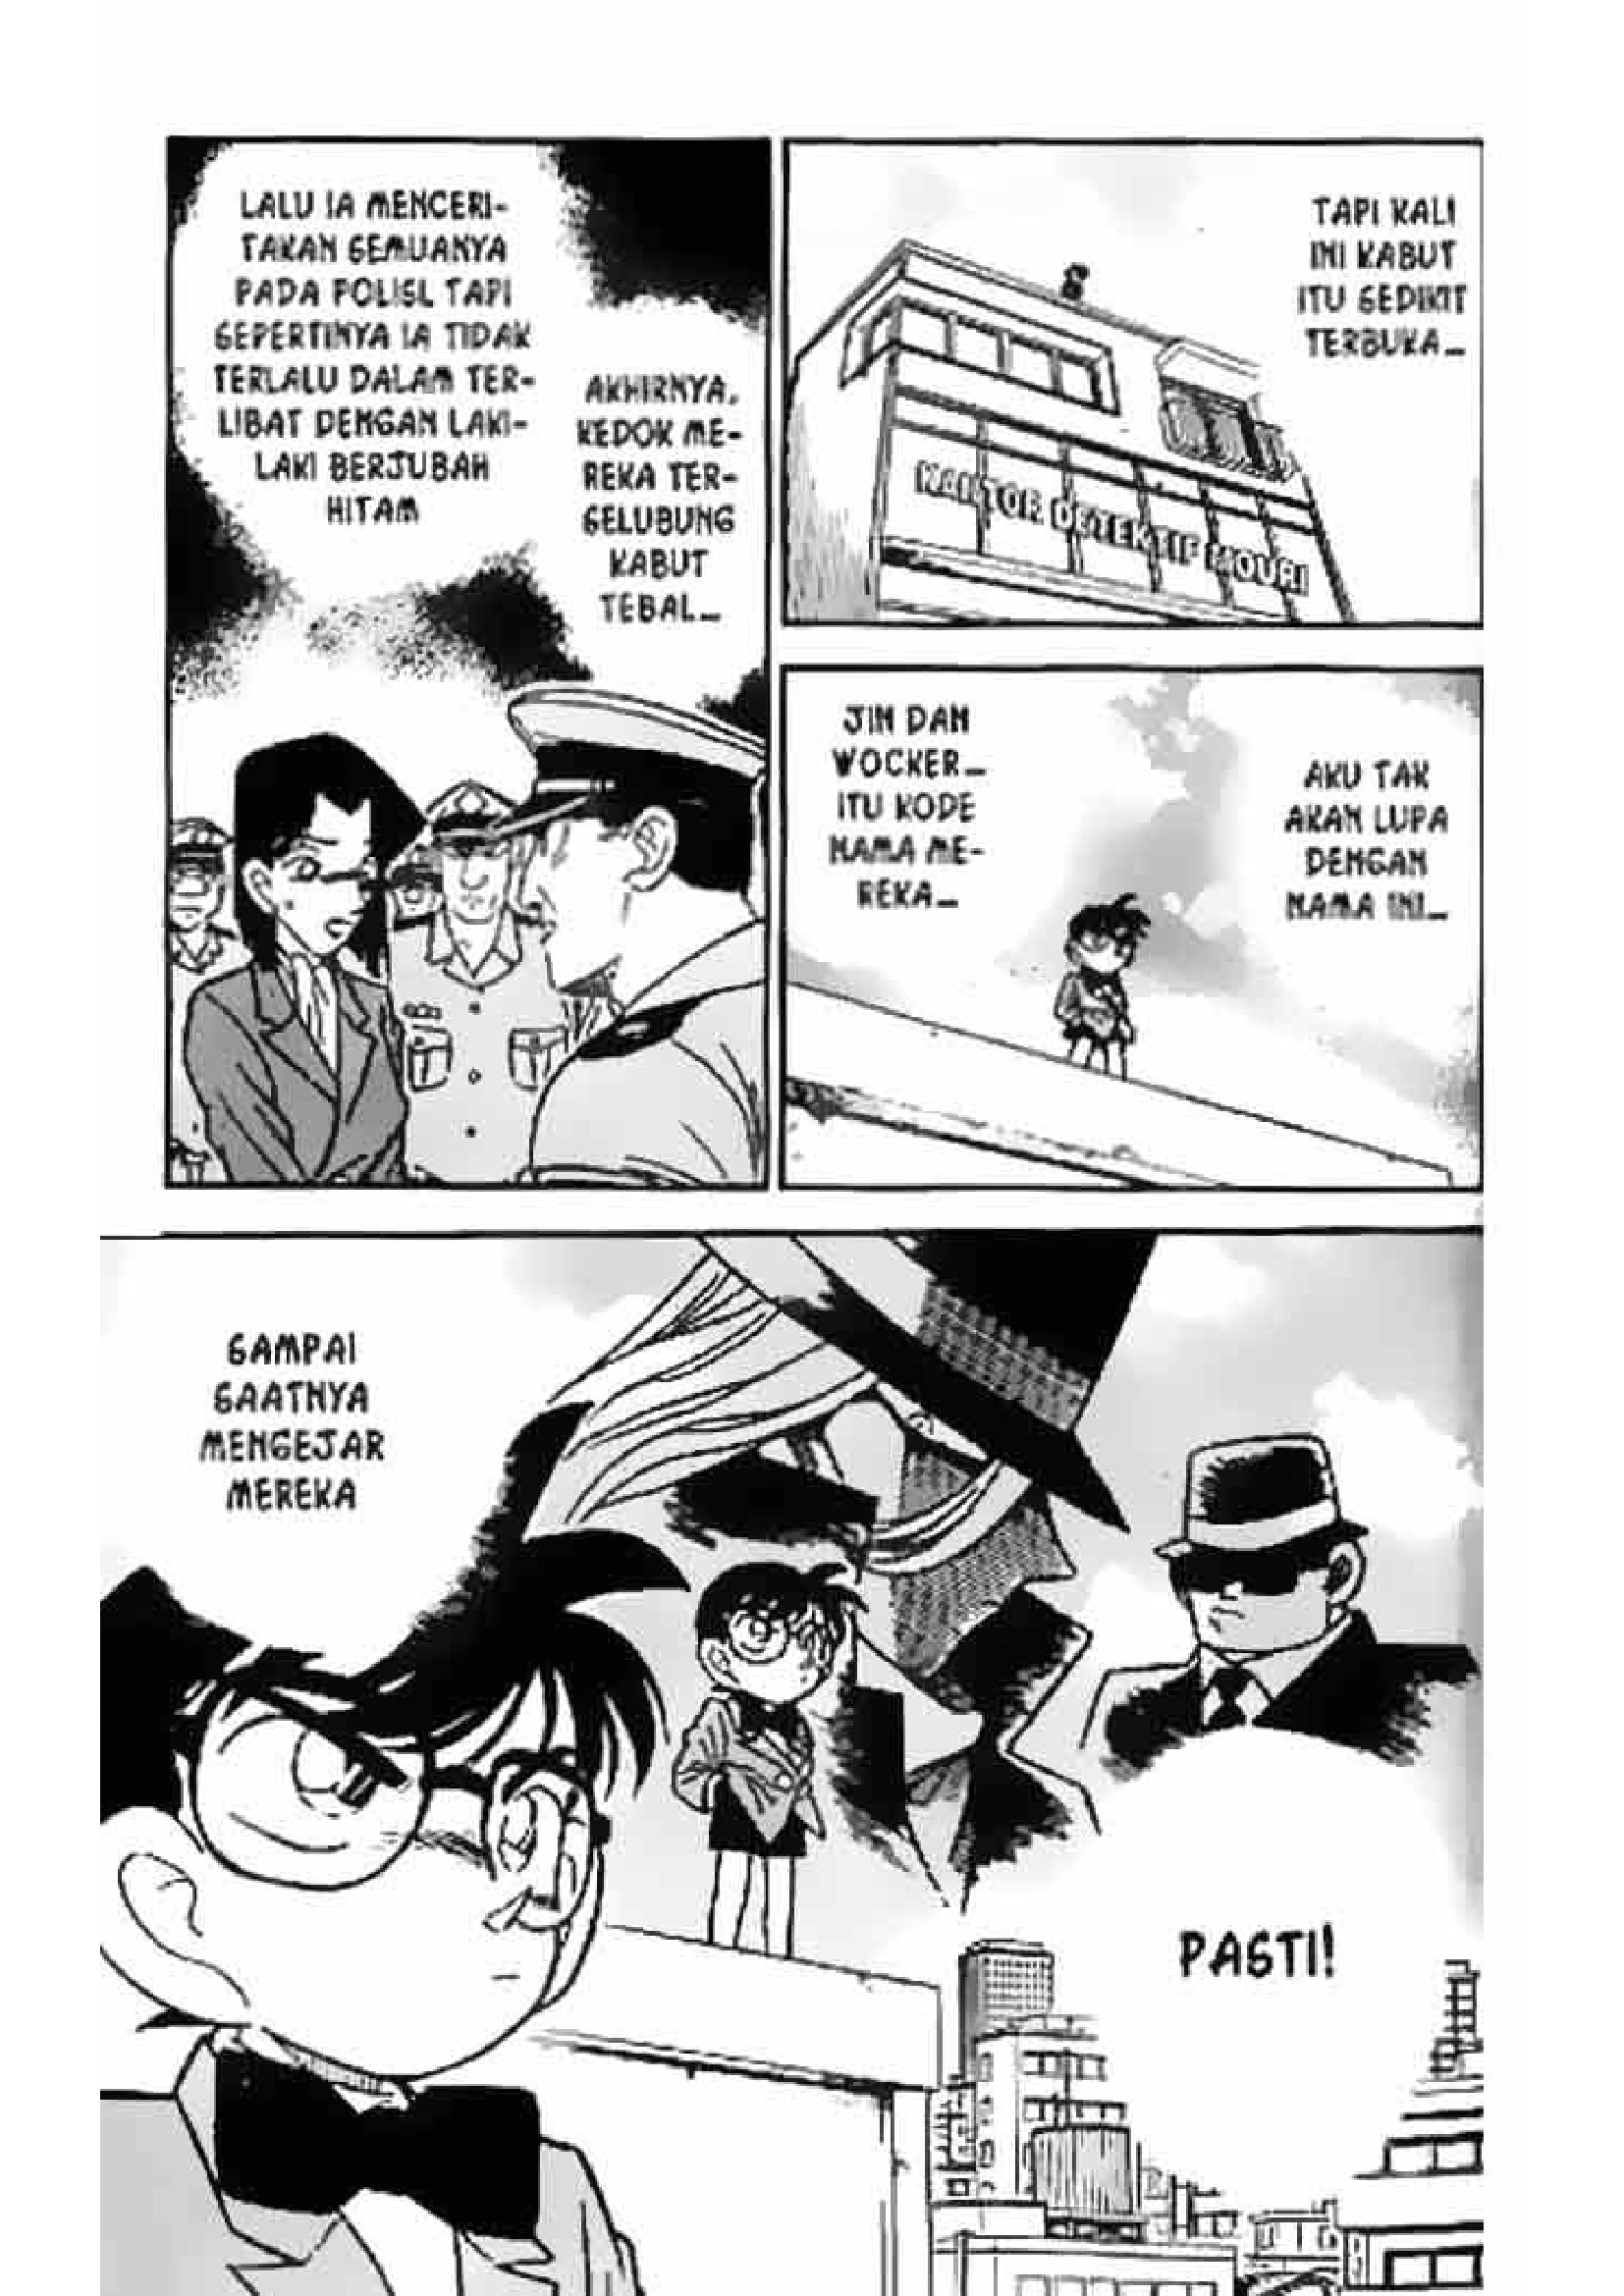 LALU IA MENCERI-
TAKAN SEMUANYA
PADA POLISI. TAPI
SEPERTINYA IA TIDAK
TERLALU DALAM TER-
LIBAT DENGAN LAKI-
LAKI BERJUBAH
HITAM
AKHIRNYA,
KEDOK ME-
REKA TER-
SELUBUNG
KABUT
TEBAL...
TAPI KALI
INI KABUT
ITU SEDIKIT
TERBUKA...
KANTOR DETEKTIF MOURI
JIN DAN
WOCKER...
ITU KODE
NAMA ME-
REKA...
AKU TAK
AKAN LUPA
DENGAN
NAMA INI...
SAMPAI
SAATNYA
MENGEJAR
MEREKA
PASTI!